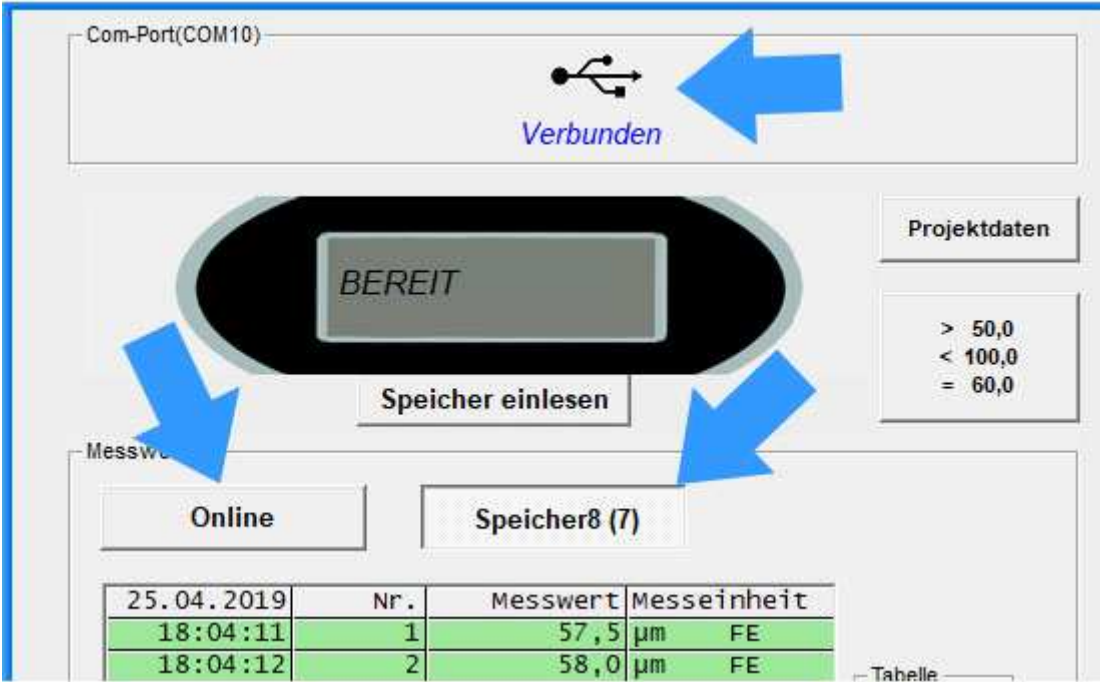 Com-Port(COM10)
Verbunden
BEREIT
Projektdaten
> 50,0
< 100,0
= 60,0
Speicher einlesen
Online
Speicher8 (7)
25.04.2019 Nr. Messwert Messeinheit
18:04:11 1 57,5 µm FE
18:04:12 2 58,0 µm FE
Tabelle